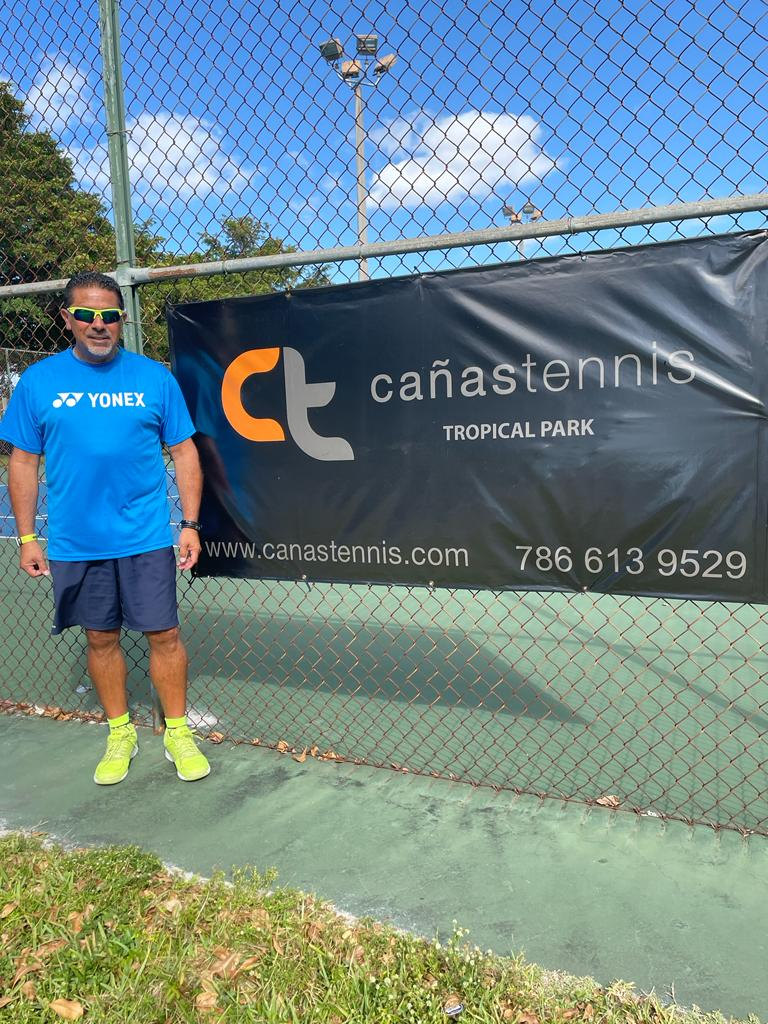 YONEX
ct
cañastennis
TROPICAL PARK
www.canastennis.com 786 613 9529